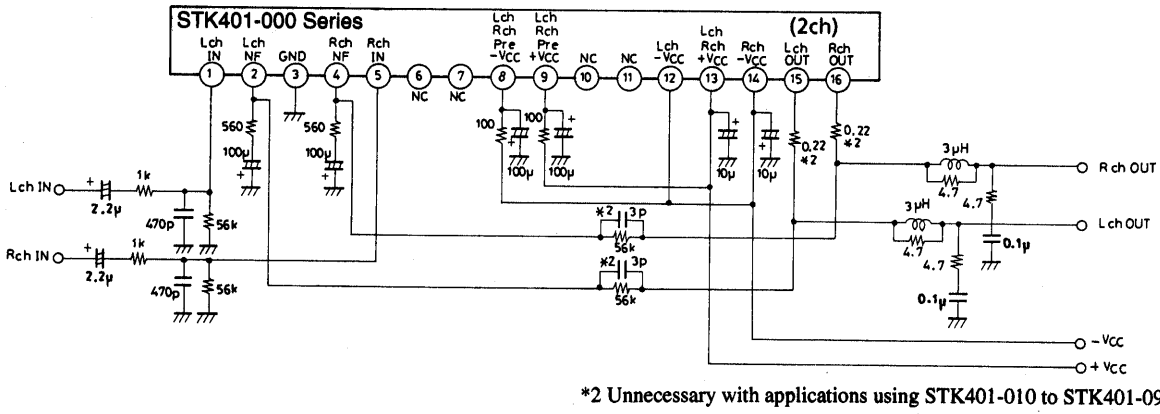 STK401-000 Series
(2ch)
Lch IN
Lch NF
GND
Rch NF
Rch IN
Lch Rch Pre -VCC
Lch Rch Pre +VCC
NC
NC
Lch -VCC
Lch Rch +VCC
Rch -VCC
Lch OUT
Rch OUT
1 2 3 4 5 6 7 8 9 10 11 12 13 14 15 16
NC
NC
560
100μ
560
100μ
100
100μ
100
100μ
10μ
10μ
0.22
*2
0.22
*2
3μH
4.7
4.7
Rch OUT
Lch IN
+
2.2μ
1k
470p
56k
*2
3p
56k
3μH
4.7
4.7
0.1μ
Lch OUT
Rch IN
+
2.2μ
1k
470p
56k
*2
3p
56k
0.1μ
-VCC
+VCC
*2 Unnecessary with applications using STK401-010 to STK401-09